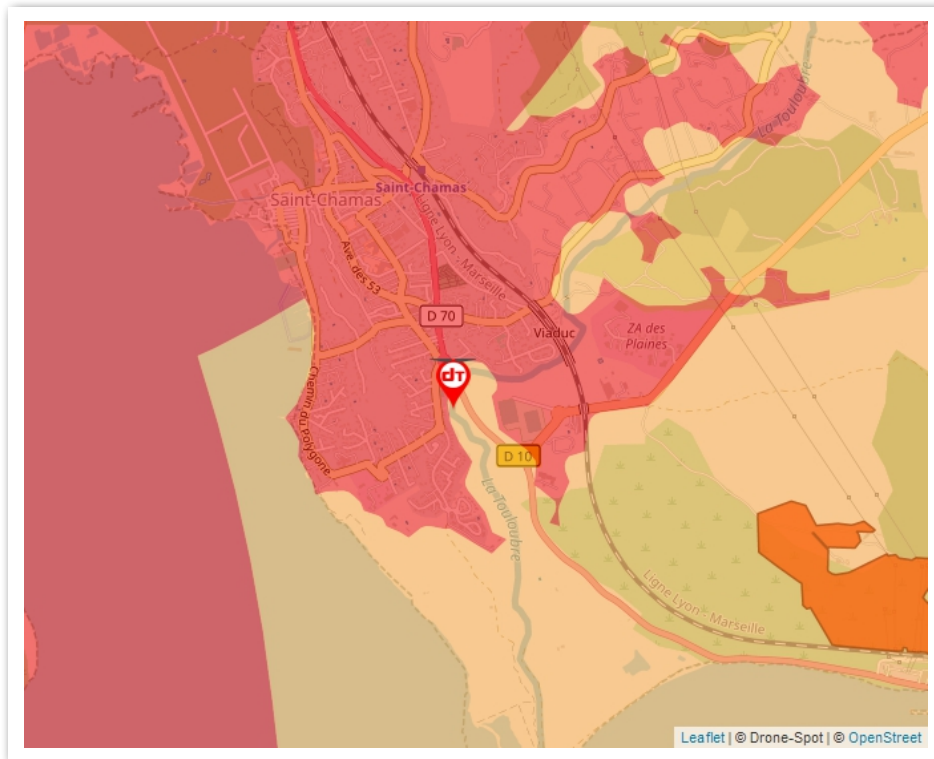 La Touloubre
Saint-Chamas
Saint-Chamas
Ligne Lyon - Marseille
Ave. des 53
D 70
Viaduc
ZA des
Plaines
dT
Chemin du Polygone
D 10
La Touloubre
Ligne Lyon - Marseille
Leaflet | © Drone-Spot | © OpenStreet